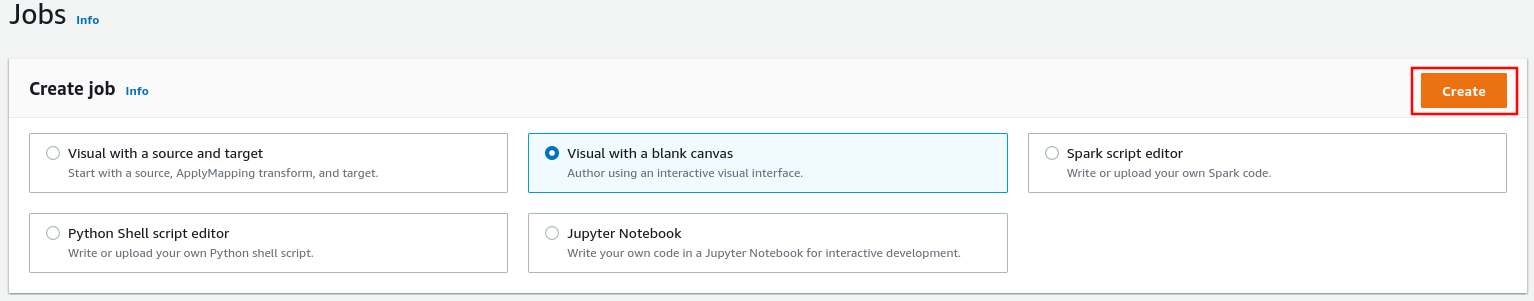 Jobs Info
Create job Info
Create
Visual with a source and target
Start with a source, ApplyMapping transform, and target.
Visual with a blank canvas
Author using an interactive visual interface.
Spark script editor
Write or upload your own Spark code.
Python Shell script editor
Write or upload your own Python shell script.
Jupyter Notebook
Write your own code in a Jupyter Notebook for interactive development.